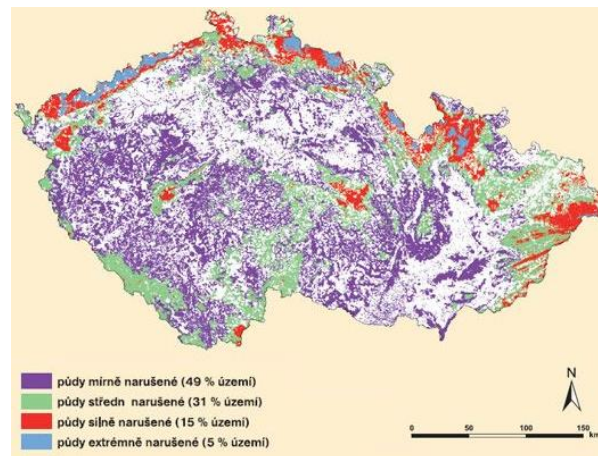 půdy mírně narušené (49 % území)
půdy středn narušené (31 % území)
půdy silně narušené (15 % území)
půdy extrémně narušené (5 % území)
N
0 50 100 150
km